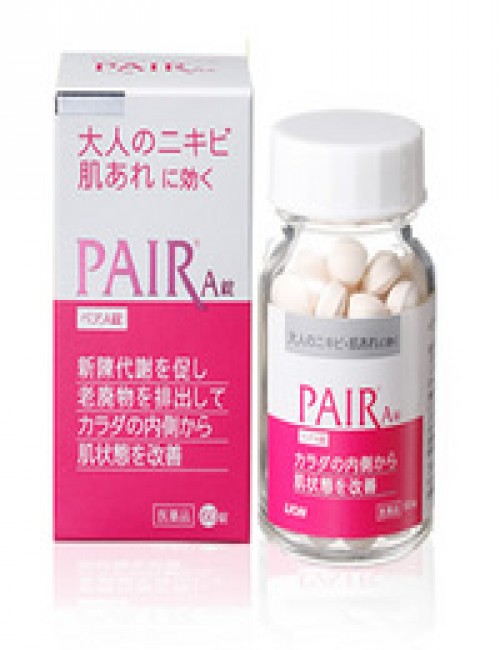 PAIR
大人のニキビ
肌あれに効く
PAIR A錠
ペアA錠
新陳代謝を促し
老廃物を排出して
カラダの内側から
肌状態を改善
医薬品
大人のニキビ・肌あれに効く
PAIR A錠
カラダの内側から
肌状態を改善
LION
医薬品